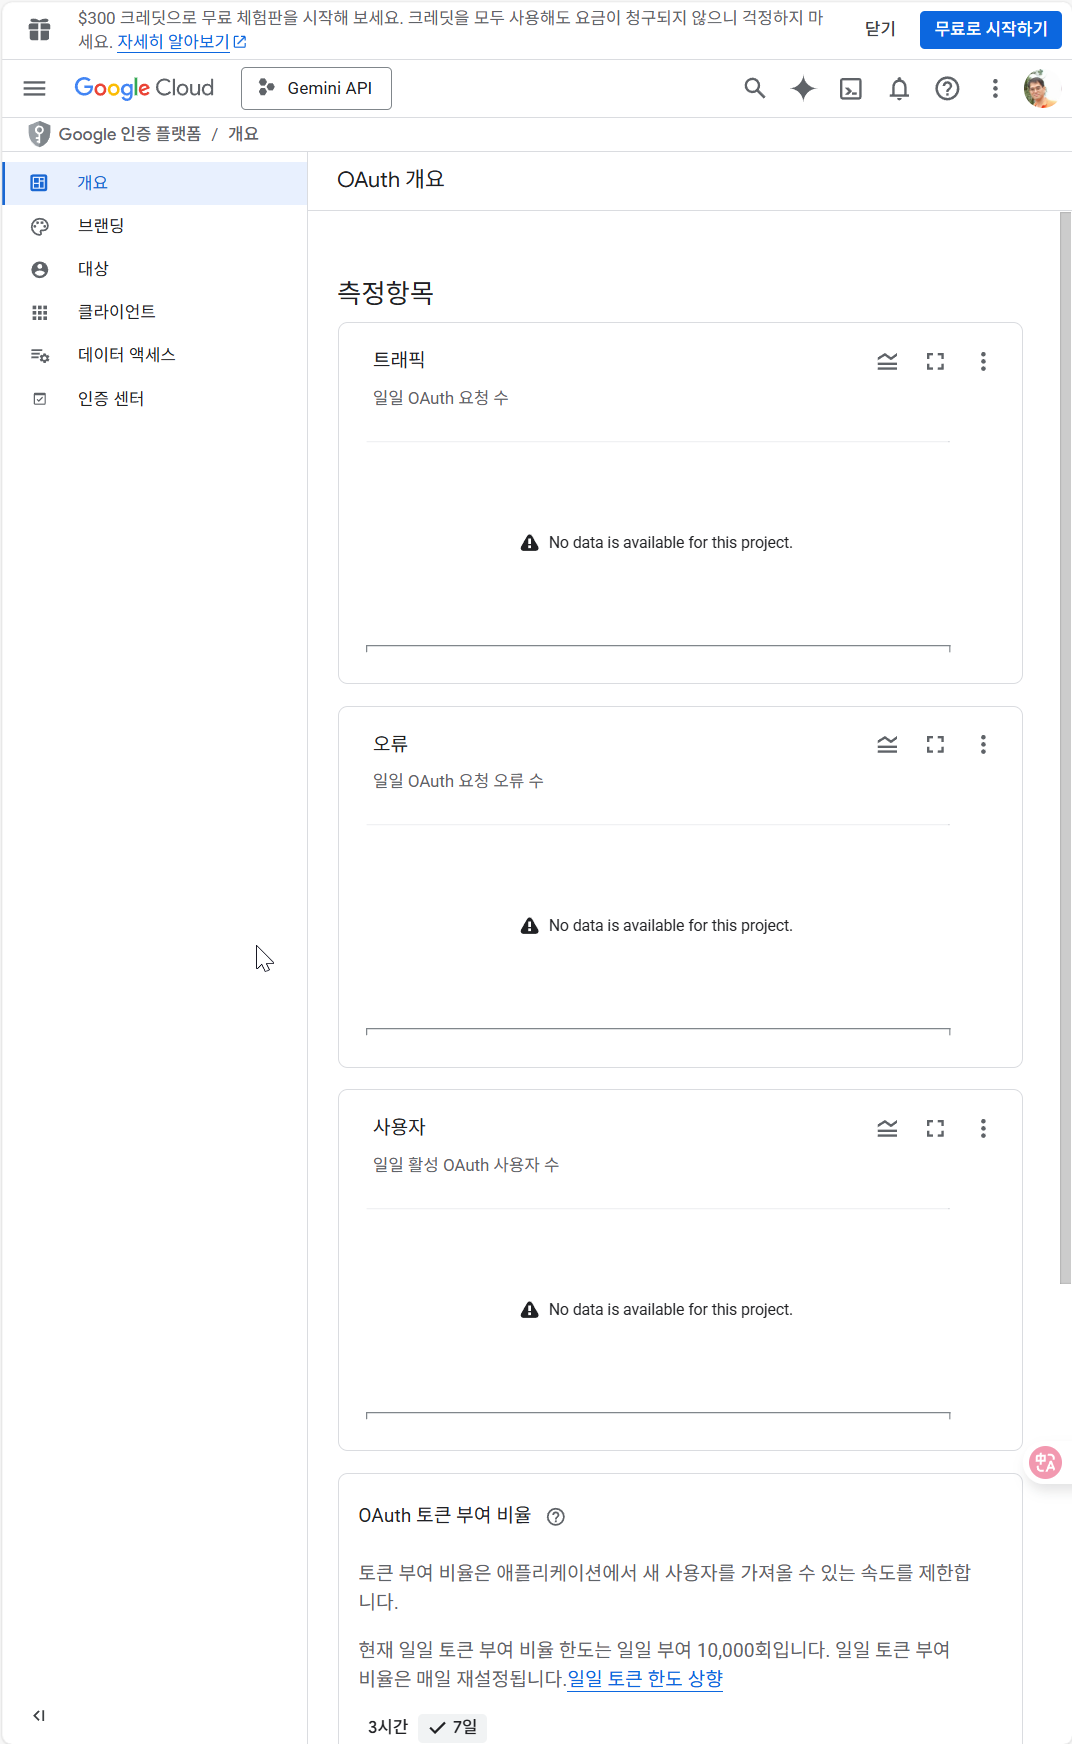 $300 크레딧으로 무료 체험판을 시작해 보세요. 크레딧을 모두 사용해도 요금이 청구되지 않으니 걱정하지 마
세요. 자세히 알아보기
닫기
무료로 시작하기
Google Cloud
Gemini API
Google 인증 플랫폼 / 개요
개요
브랜딩
대상
클라이언트
데이터 액세스
인증 센터
OAuth 개요
측정항목
트래픽
일일 OAuth 요청 수
No data is available for this project.
오류
일일 OAuth 요청 오류 수
No data is available for this project.
사용자
일일 활성 OAuth 사용자 수
No data is available for this project.
中A
OAuth 토큰 부여 비율
토큰 부여 비율은 애플리케이션에서 새 사용자를 가져올 수 있는 속도를 제한합
니다.
현재 일일 토큰 부여 비율 한도는 일일 부여 10,000회입니다. 일일 토큰 부여
비율은 매일 재설정됩니다.일일 토큰 한도 상향
3시간
7일